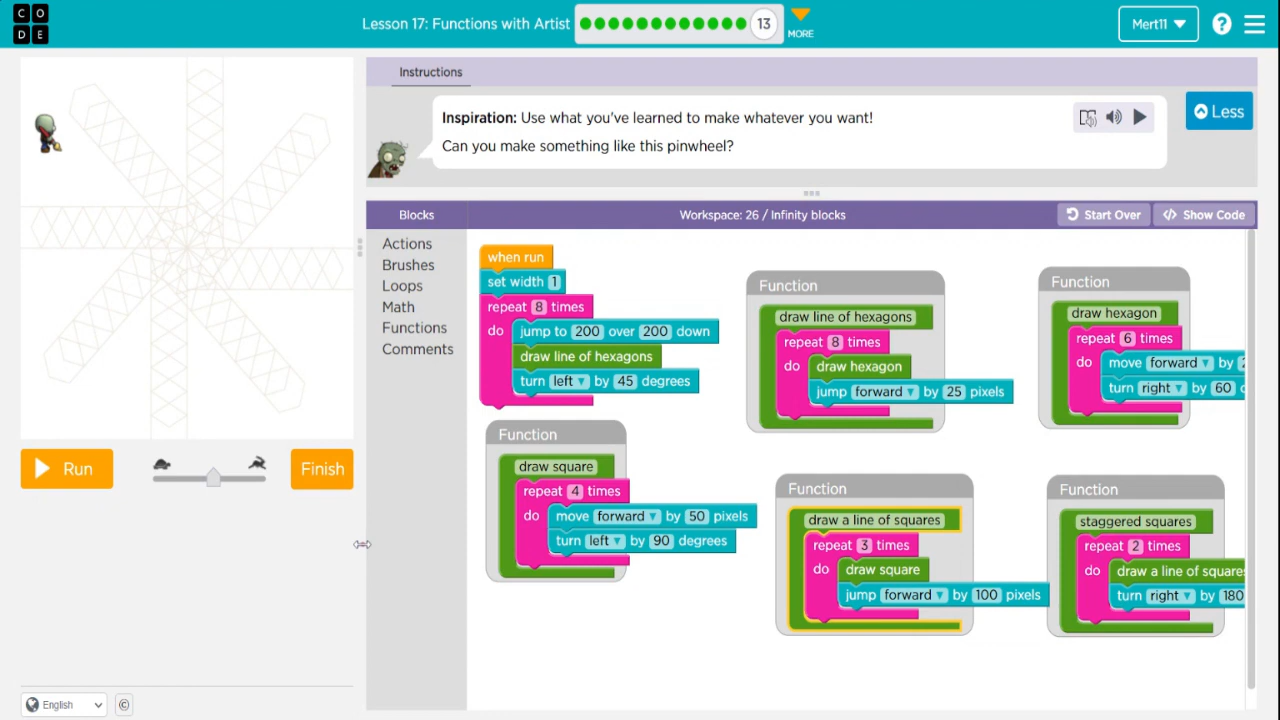 C O
D E
Lesson 17: Functions with Artist
13
MORE
Mert11
?
Instructions
Inspiration: Use what you've learned to make whatever you want!
Can you make something like this pinwheel?
Less
Blocks
Workspace: 26 / Infinity blocks
Start Over
</> Show Code
Actions
Brushes
Loops
Math
Functions
Comments
when run
set width 1
repeat 8 times
do jump to 200 over 200 down
draw line of hexagons
turn left by 45 degrees
Function
draw line of hexagons
repeat 8 times
do draw hexagon
jump forward by 25 pixels
Function
draw hexagon
repeat 6 times
do move forward by 2
turn right by 60
Function
draw square
repeat 4 times
do move forward by 50 pixels
turn left by 90 degrees
Function
draw a line of squares
repeat 3 times
do draw square
jump forward by 100 pixels
Function
staggered squares
repeat 2 times
do draw a line of squares
turn right by 180
Run
Finish
English
©